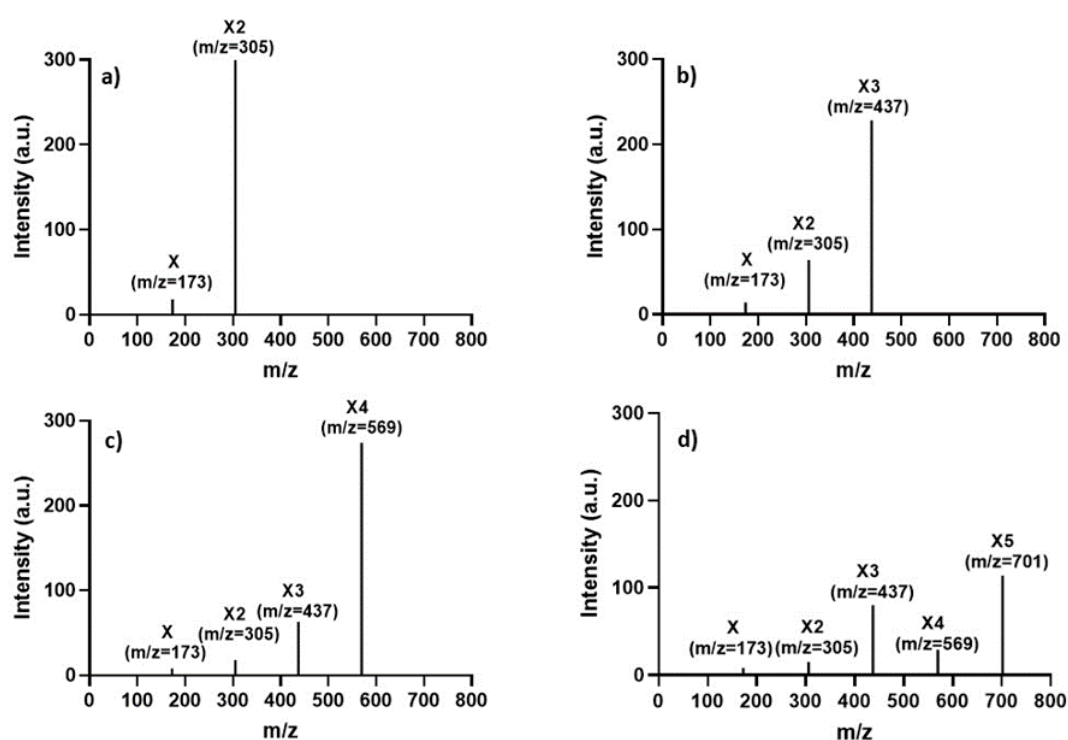 a)
X2
(m/z=305)
X
(m/z=173)
300
200
100
0
Intensity (a.u.)
0 100 200 300 400 500 600 700 800
m/z
b)
X3
(m/z=437)
X2
(m/z=305)
X
(m/z=173)
300
200
100
0
Intensity (a.u.)
0 100 200 300 400 500 600 700 800
m/z
c)
X4
(m/z=569)
X3
(m/z=437)
X2
(m/z=305)
X
(m/z=173)
300
200
100
0
Intensity (a.u.)
0 100 200 300 400 500 600 700 800
m/z
d)
X5
(m/z=701)
X3
(m/z=437)
X4
(m/z=569)
X2
(m/z=305)
X
(m/z=173)
300
200
100
0
Intensity (a.u.)
0 100 200 300 400 500 600 700 800
m/z